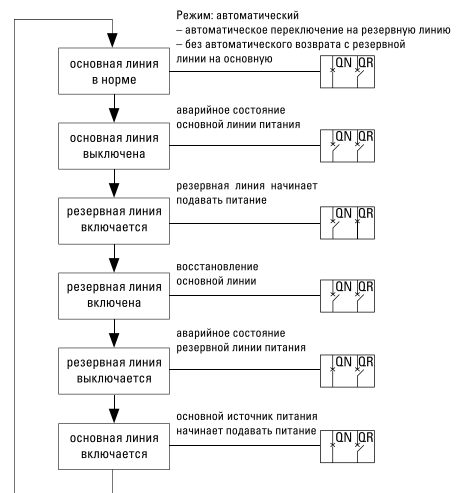 Режим: автоматический
– автоматическое переключение на резервную линию
– без автоматического возврата с резервной
линии на основную
основная линия
в норме
QN QR
аварийное состояние
основной линии питания
основная линия
выключена
QN QR
резервная линия начинает
подавать питание
резервная линия
включается
QN QR
восстановление
основной линии
резервная линия
включена
QN QR
аварийное состояние
резервной линии питания
резервная линия
выключается
QN QR
основной источник питания
начинает подавать питание
основная линия
включается
QN QR